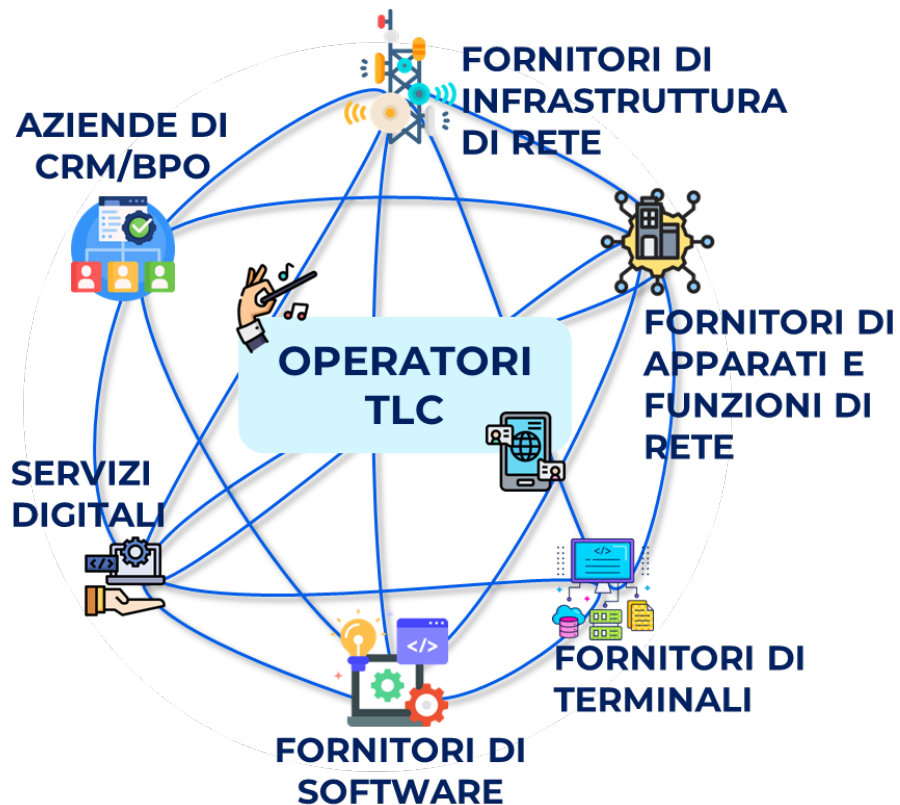 FORNITORI DI
INFRASTRUTTURA
DI RETE
AZIENDE DI
CRM/BPO
FORNITORI DI
APPARATI E
FUNZIONI DI
RETE
OPERATORI
TLC
SERVIZI
DIGITALI
</>
</>
</>
FORNITORI DI
TERMINALI
FORNITORI DI
SOFTWARE